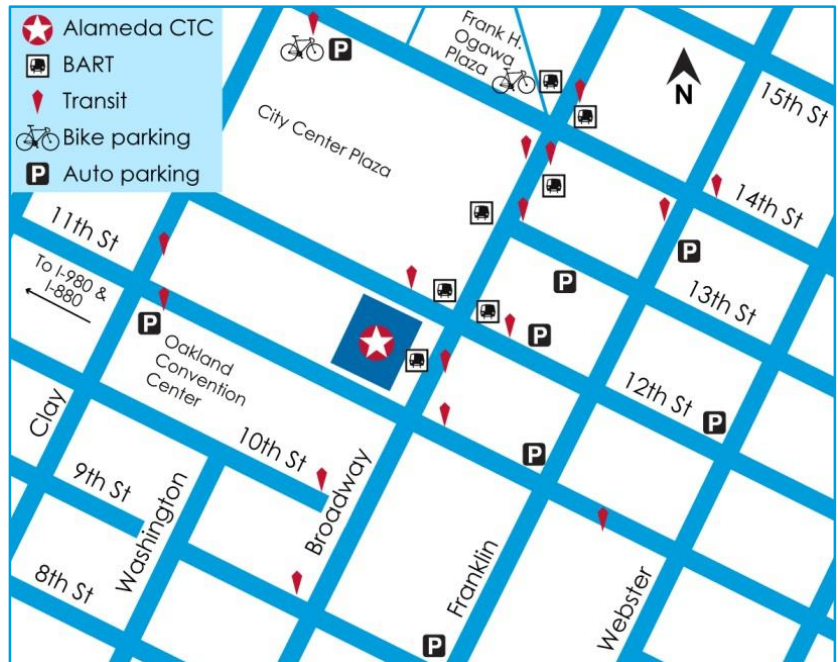 Alameda CTC
BART
Transit
Bike parking
P Auto parking
P
Frank H.
Ogawa
Plaza
N
15th St
City Center Plaza
14th St
11th St
To I-980 &
I-880
P
P
13th St
P
P
Oakland
Convention
Center
12th St
P
Clay
10th St
P
9th St
Washington
Broadway
Franklin
8th St
Webster
P